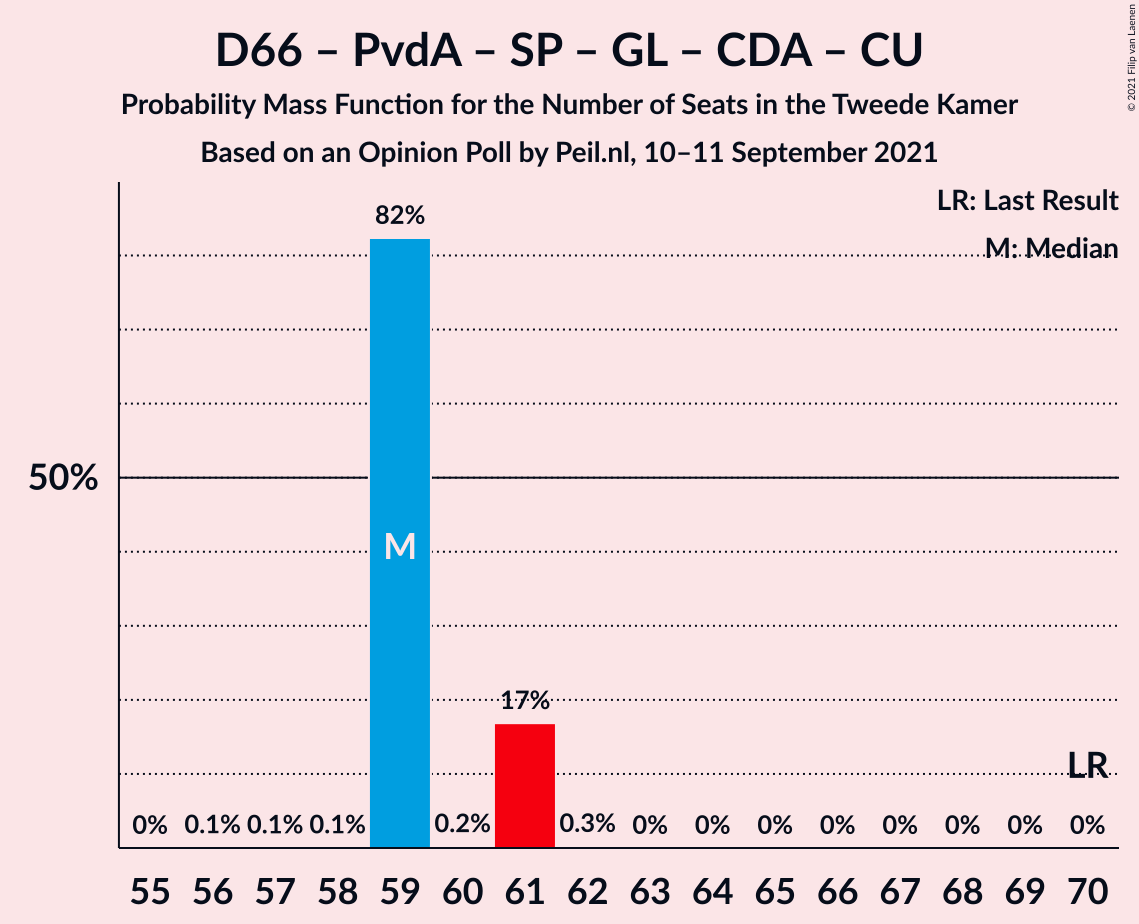 D66 – PvdA – SP – GL – CDA – CU
Probability Mass Function for the Number of Seats in the Tweede Kamer
Based on an Opinion Poll by Peil.nl, 10–11 September 2021
© 2021 Filip van Laenen
LR: Last Result
M: Median
82%
50%
M
17%
LR
0% 0.1% 0.1% 0.1% 0.2% 0.3% 0% 0% 0% 0% 0% 0% 0% 0%
55 56 57 58 59 60 61 62 63 64 65 66 67 68 69 70